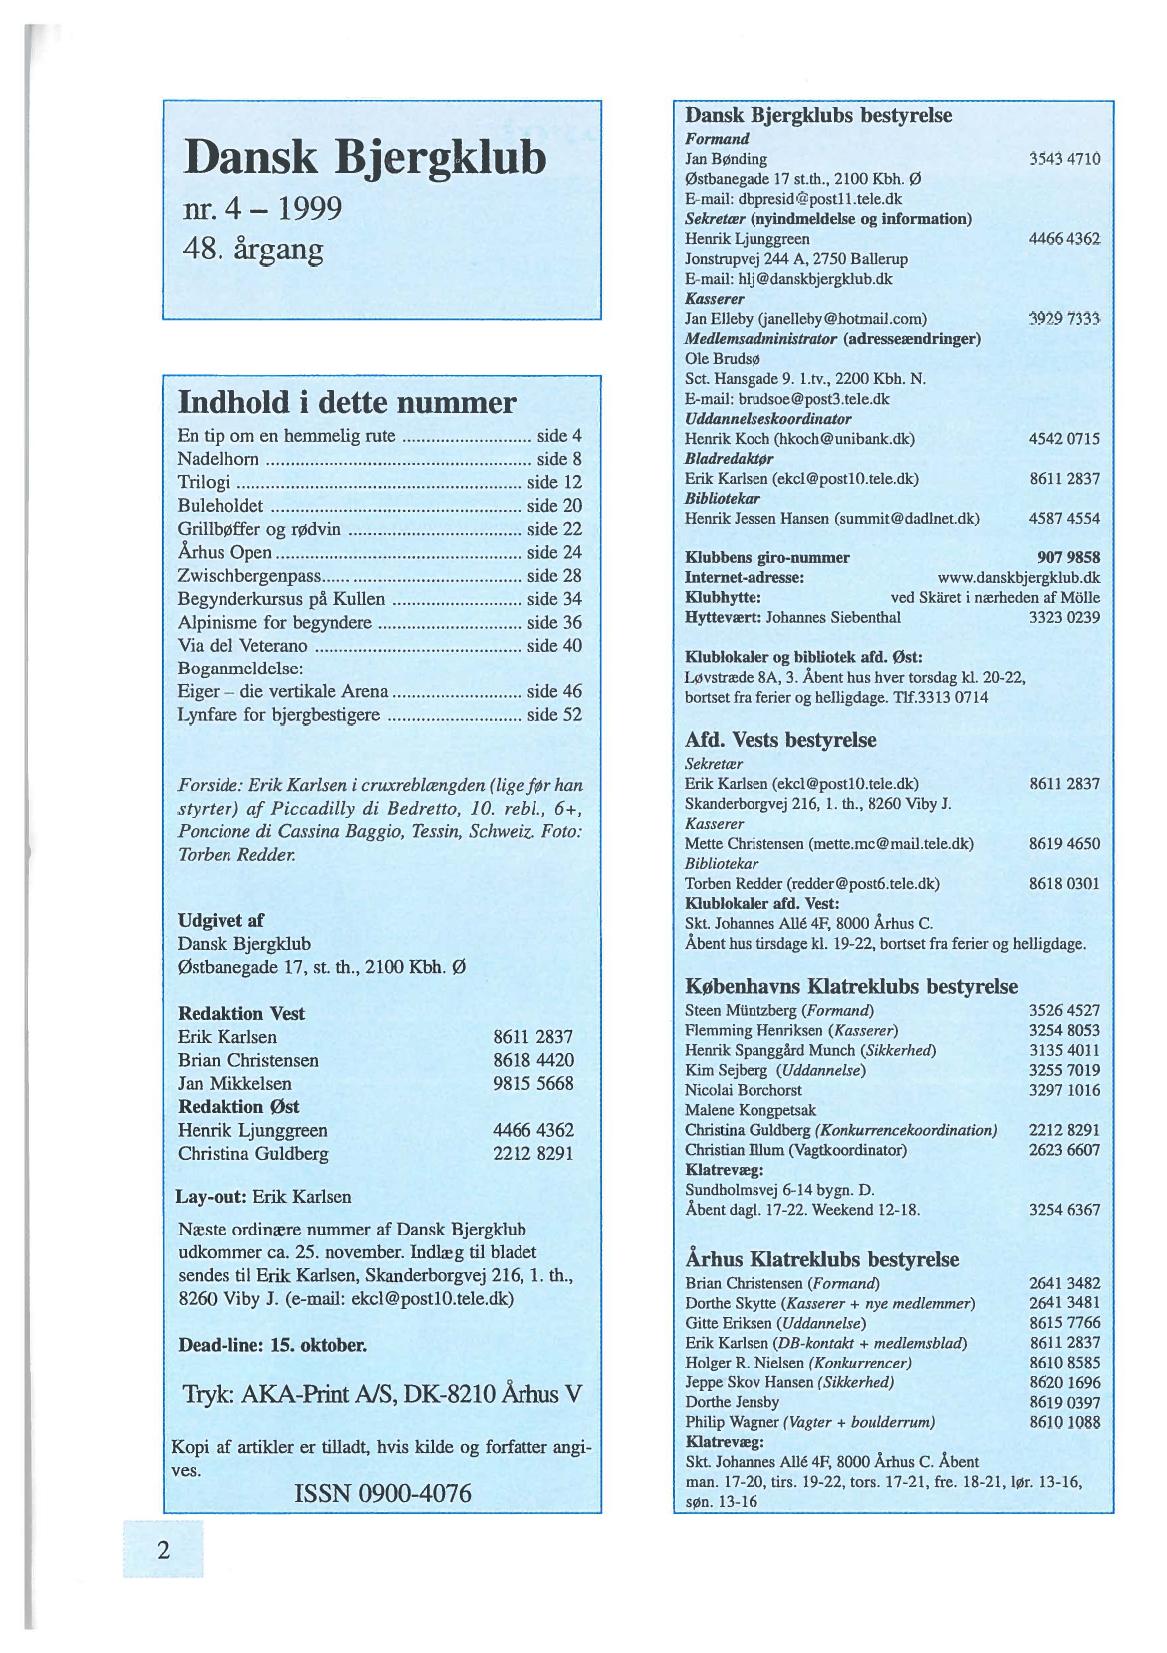 Dansk Bjergklub
nr. 4 – 1999
48. årgang
Indhold i dette nummer
En tip om en hemmelig rute ........................... side 4
Nadelhorn ........................................................ side 8
Trilogi ............................................................ side 12
Buleholdet ..................................................... side 20
Grillbøffer og rødvin .................................... side 22
Århus Open.................................................... side 24
Zwischbergenpass...... ................................... side 28
Begynderkursus på Kullen ........................... side 34
Alpinisme for begyndere .............................. side 36
Via del Veterano ........................................... side 40
Boganmeldelse:
Eiger – die vertikale Arena........................... side 46
Lynfare for bjergbestigere ............................ side 52
Forside: Erik Karlsen i cruxreblængden (lige før han
styrter) af Piccadilly di Bedretto, 10. rebl., 6+,
Poncione di Cassina Baggio, Tessin, Schweiz. Foto:
Torben Redder.
Udgivet af
Dansk Bjergklub
Østbanegade 17, st. th., 2100 Kbh. Ø
Redaktion Vest
Erik Karlsen 8611 2837
Brian Christensen 8618 4420
Jan Mikkelsen 9815 5668
Redaktion Øst
Henrik Ljunggreen 4466 4362
Christina Guldberg 2212 8291
Lay-out: Erik Karlsen
Næste ordinære nummer af Dansk Bjergklub
udkommer ca. 25. november. Indlæg til bladet
sendes til Erik Karlsen, Skanderborgvej 216, 1. th.,
8260 Viby J. (e-mail: ekcl@post10.tele.dk)
Dead-line: 15. oktober.
Tryk: AKA-Print A/S, DK-8210 Århus V
Kopi af artikler er tilladt, hvis kilde og forfatter angi-
ves.
ISSN 0900-4076
2
Dansk Bjergklubs bestyrelse
Formand
Jan Bønding 3543 4710
Østbanegade 17 st.th., 2100 Kbh. Ø
E-mail: dbpresid@post11.tele.dk
Sekretær (nyindmeldelse og information)
Henrik Ljunggreen 4466 4362
Jonstrupvej 244 A, 2750 Ballerup
E-mail: hlj@danskbjergklub.dk
Kasserer
Jan Elleby (janelleby@hotmail.com) 3929 7333
Medlemsadministrator (adresseændringer)
Ole Brudsø
Sct. Hansgade 9. 1.tv., 2200 Kbh. N.
E-mail: brudsoe@post3.tele.dk
Uddannelseskoordinator
Henrik Koch (hkoch@unibank.dk) 4542 0715
Bladredaktør
Erik Karlsen (ekcl@post10.tele.dk) 8611 2837
Bibliotekar
Henrik Jessen Hansen (summit@dadlnet.dk) 4587 4554
Klubbens giro-nummer 907 9858
Internet-adresse: www.danskbjergklub.dk
Klubhytte: ved Skäret i nærheden af Mölle
Hyttevært: Johannes Siebenthal 3323 0239
Klublokaler og bibliotek afd. Øst:
Løvstræde 8A, 3. Åbent hus hver torsdag kl. 20-22,
bortset fra ferier og helligdage. Tlf.3313 0714
Afd. Vests bestyrelse
Sekretær
Erik Karlsen (ekcl@post10.tele.dk) 8611 2837
Skanderborgvej 216, 1. th., 8260 Viby J.
Kasserer
Mette Christensen (mette.mc@mail.tele.dk) 8619 4650
Bibliotekar
Torben Redder (redder@post6.tele.dk) 8618 0301
Klublokaler afd. Vest:
Skt. Johannes Allé 4F, 8000 Århus C.
Åbent hus tirsdage kl. 19-22, bortset fra ferier og helligdage.
Københavns Klatreklubs bestyrelse
Steen Müntzberg (Formand) 3526 4527
Flemming Henriksen (Kasserer) 3254 8053
Henrik Spanggård Munch (Sikkerhed) 3135 4011
Kim Sejberg (Uddannelse) 3255 7019
Nicolai Borchorst 3297 1016
Malene Kongpetsak
Christina Guldberg (Konkurrencekoordination) 2212 8291
Christian Illum (Vagtkoordinator) 2623 6607
Klatrevæg:
Sundholmsvej 6-14 bygn. D.
Åbent dagl. 17-22. Weekend 12-18. 3254 6367
Århus Klatreklubs bestyrelse
Brian Christensen (Formand) 2641 3482
Dorthe Skytte (Kasserer + nye medlemmer) 2641 3481
Gitte Eriksen (Uddannelse) 8615 7766
Erik Karlsen (DB-kontakt + medlemsblad) 8611 2837
Holger R. Nielsen (Konkurrencer) 8610 8585
Jeppe Skov Hansen (Sikkerhed) 8620 1696
Dorthe Jensby 8619 0397
Philip Wagner (Vagter + boulderrum) 8610 1088
Klatrevæg:
Skt. Johannes Allé 4F, 8000 Århus C. Åbent
man. 17-20, tirs. 19-22, tors. 17-21, fre. 18-21, lør. 13-16,
søn. 13-16